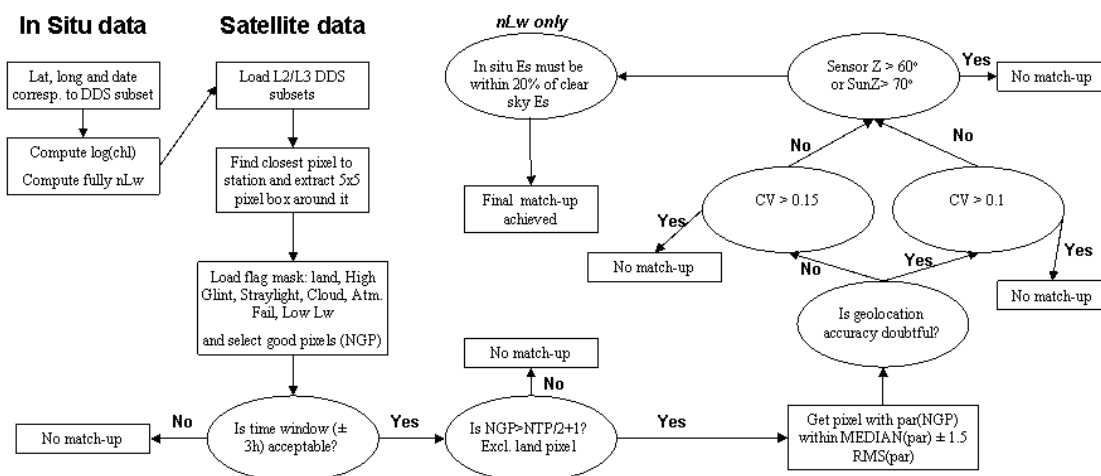 In Situ data
Satellite data
nLw only
Lat, long and date
corresp. to DDS subset
Compute log(chl)
Compute fully nLw
Load L2/L3 DDS
subsets
Find closest pixel to
station and extract 5x5
pixel box around it
Load flag mask: land, High
Glint, Straylight, Cloud, Atm.
Fail, Low Lw
and select good pixels (NGP)
Is time window (±
3h) acceptable?
No
No match-up
Yes
Is NGP>NTP/2+1?
Excl. land pixel
No
No match-up
Yes
Get pixel with par(NGP)
within MEDIAN(par) ± 1.5
RMS(par)
Is geolocation
accuracy doubtful?
No
Yes
CV > 0.15
Yes
No match-up
No
CV > 0.1
Yes
No match-up
No
Sensor Z > 60°
or SunZ> 70°
Yes
No match-up
In situ Es must be
within 20% of clear
sky Es
Final match-up
achieved